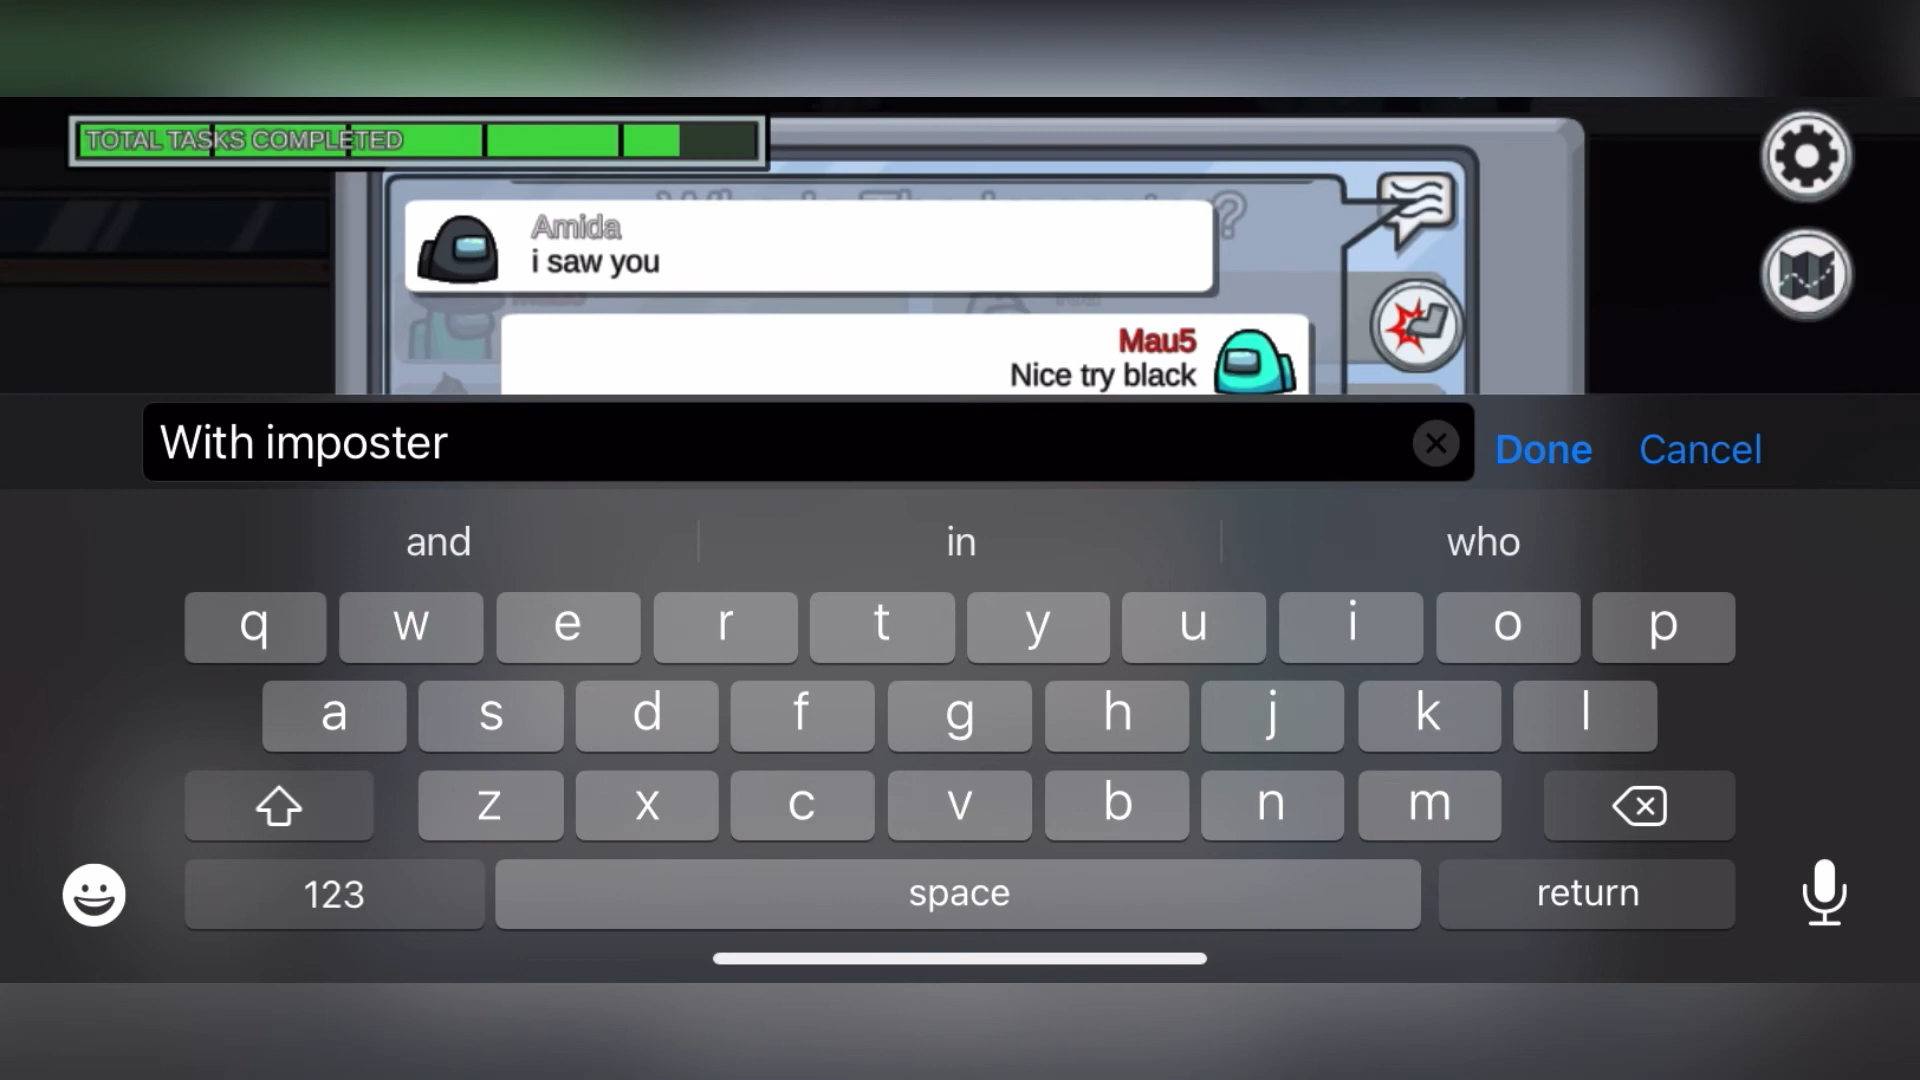 TOTAL TASKS COMPLETED
Amida
i saw you
Mau5
Nice try black
With imposter
Done
Cancel
and
in
who
q w e r t y u i o p
a s d f g h j k l
z x c v b n m
123
space
return